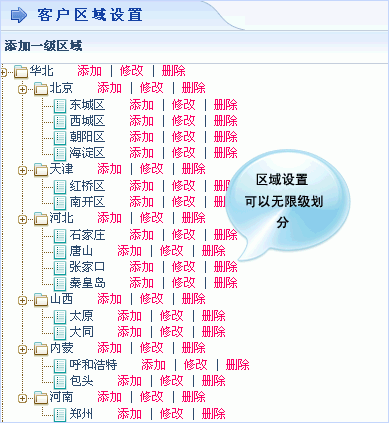 客户区域设置
添加一级区域
华北 添加 | 修改 | 删除
北京 添加 | 修改 | 删除
东城区 添加 | 修改 | 删除
西城区 添加 | 修改 | 删除
朝阳区 添加 | 修改 | 删除
海淀区 添加 | 修改 | 删除
天津 添加 | 修改 | 删除
红桥区 添加 | 修改 | 删除
南开区 添加 | 修改 | 删除
河北 添加 | 修改 | 删除
石家庄 添加 | 修改 | 删除
唐山 添加 | 修改 | 删除
张家口 添加 | 修改 | 删除
秦皇岛 添加 | 修改 | 删除
山西 添加 | 修改 | 删除
太原 添加 | 修改 | 删除
大同 添加 | 修改 | 删除
内蒙 添加 | 修改 | 删除
呼和浩特 添加 | 修改 | 删除
包头 添加 | 修改 | 删除
河南 添加 | 修改 | 删除
郑州 添加 | 修改 | 删除
区域设置
可以无限级划
分